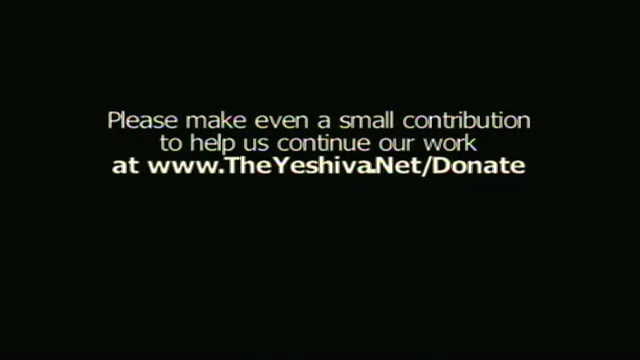 Please make even a small contribution
to help us continue our work
at www.TheYeshiva.Net/Donate